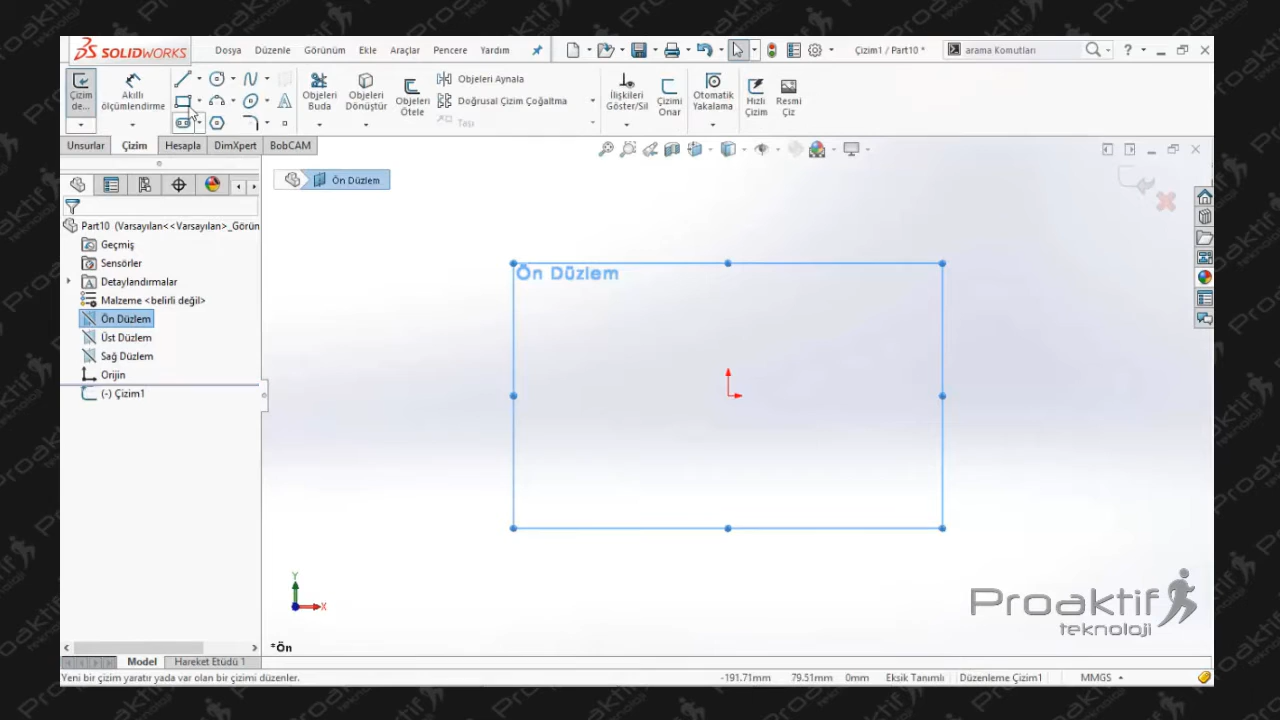 SOLIDWORKS
Dosya Düzenle Görünüm Ekle Araçlar Pencere Yardım
Çizim1 / Part10 *
arama Komutları
Çizim de...
Akıllı ölçümlendirme
Objeleri Buda
Objeleri Dönüştür
Objeleri Ötele
Objeleri Aynala
Doğrusal Çizim Çoğaltma
Taşı
İlişkileri Göster/Sil
Çizimi Onar
Otomatik Yakalama
Hızlı Çizim
Resmi Çiz
Unsurlar Çizim Hesapla DimXpert BobCAM
Ön Düzlem
Part10 (Varsayılan<<Varsayılan>_Görün
Geçmiş
Sensörler
Detaylandırmalar
Malzeme <belirli değil>
Ön Düzlem
Üst Düzlem
Sağ Düzlem
Orijin
(-) Çizim1
Ön Düzlem
Y
X
*Ön
Proaktif
teknoloji
Model Hareket Etüdü 1
Yeni bir çizim yaratır yada var olan bir çizimi düzenler.
-191.71mm 79.51mm 0mm Eksik Tanımlı Düzenleme Çizim1 MMGS